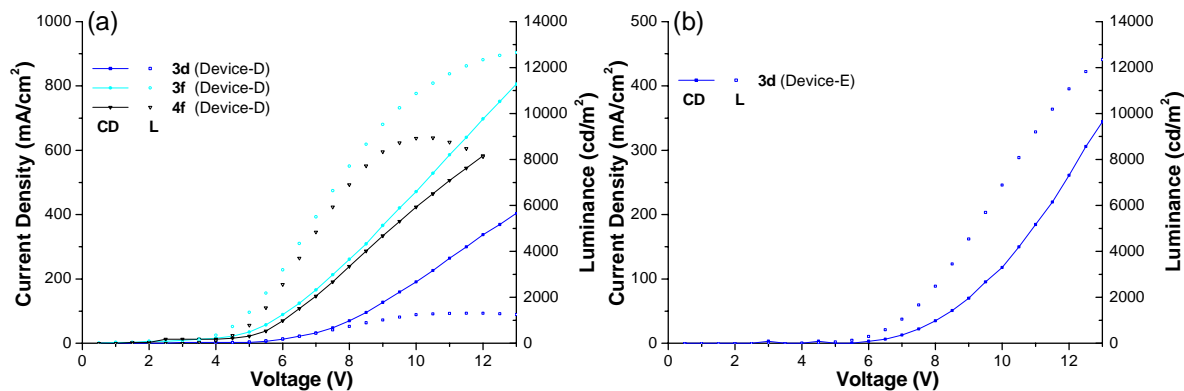 (a)
Current Density (mA/cm²)
1000
800
600
400
200
0
3d (Device-D)
3f (Device-D)
4f (Device-D)
CD L
14000
12000
10000
8000
6000
4000
2000
0
Luminance (cd/m²)
0 2 4 6 8 10 12
Voltage (V)
(b)
Current Density (mA/cm²)
500
400
300
200
100
0
3d (Device-E)
CD L
14000
12000
10000
8000
6000
4000
2000
0
Luminance (cd/m²)
0 2 4 6 8 10 12
Voltage (V)